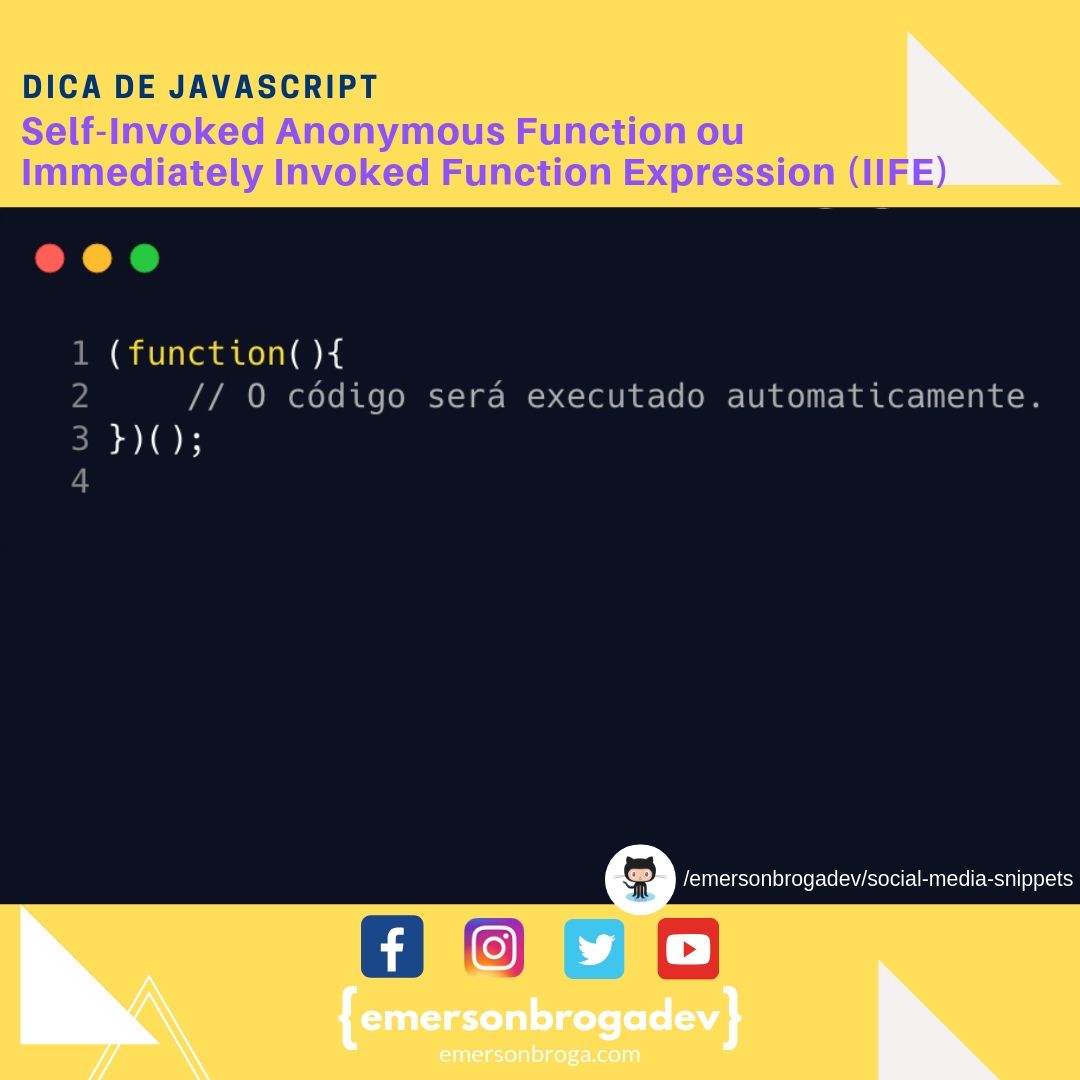 DICA DE JAVASCRIPT
Self-Invoked Anonymous Function ou
Immediately Invoked Function Expression (IIFE)
1 (function(){
2     // O código será executado automaticamente.
3 })();
4
/emersonbrogadev/social-media-snippets
{emersonbrogadev}
emersonbroga.com